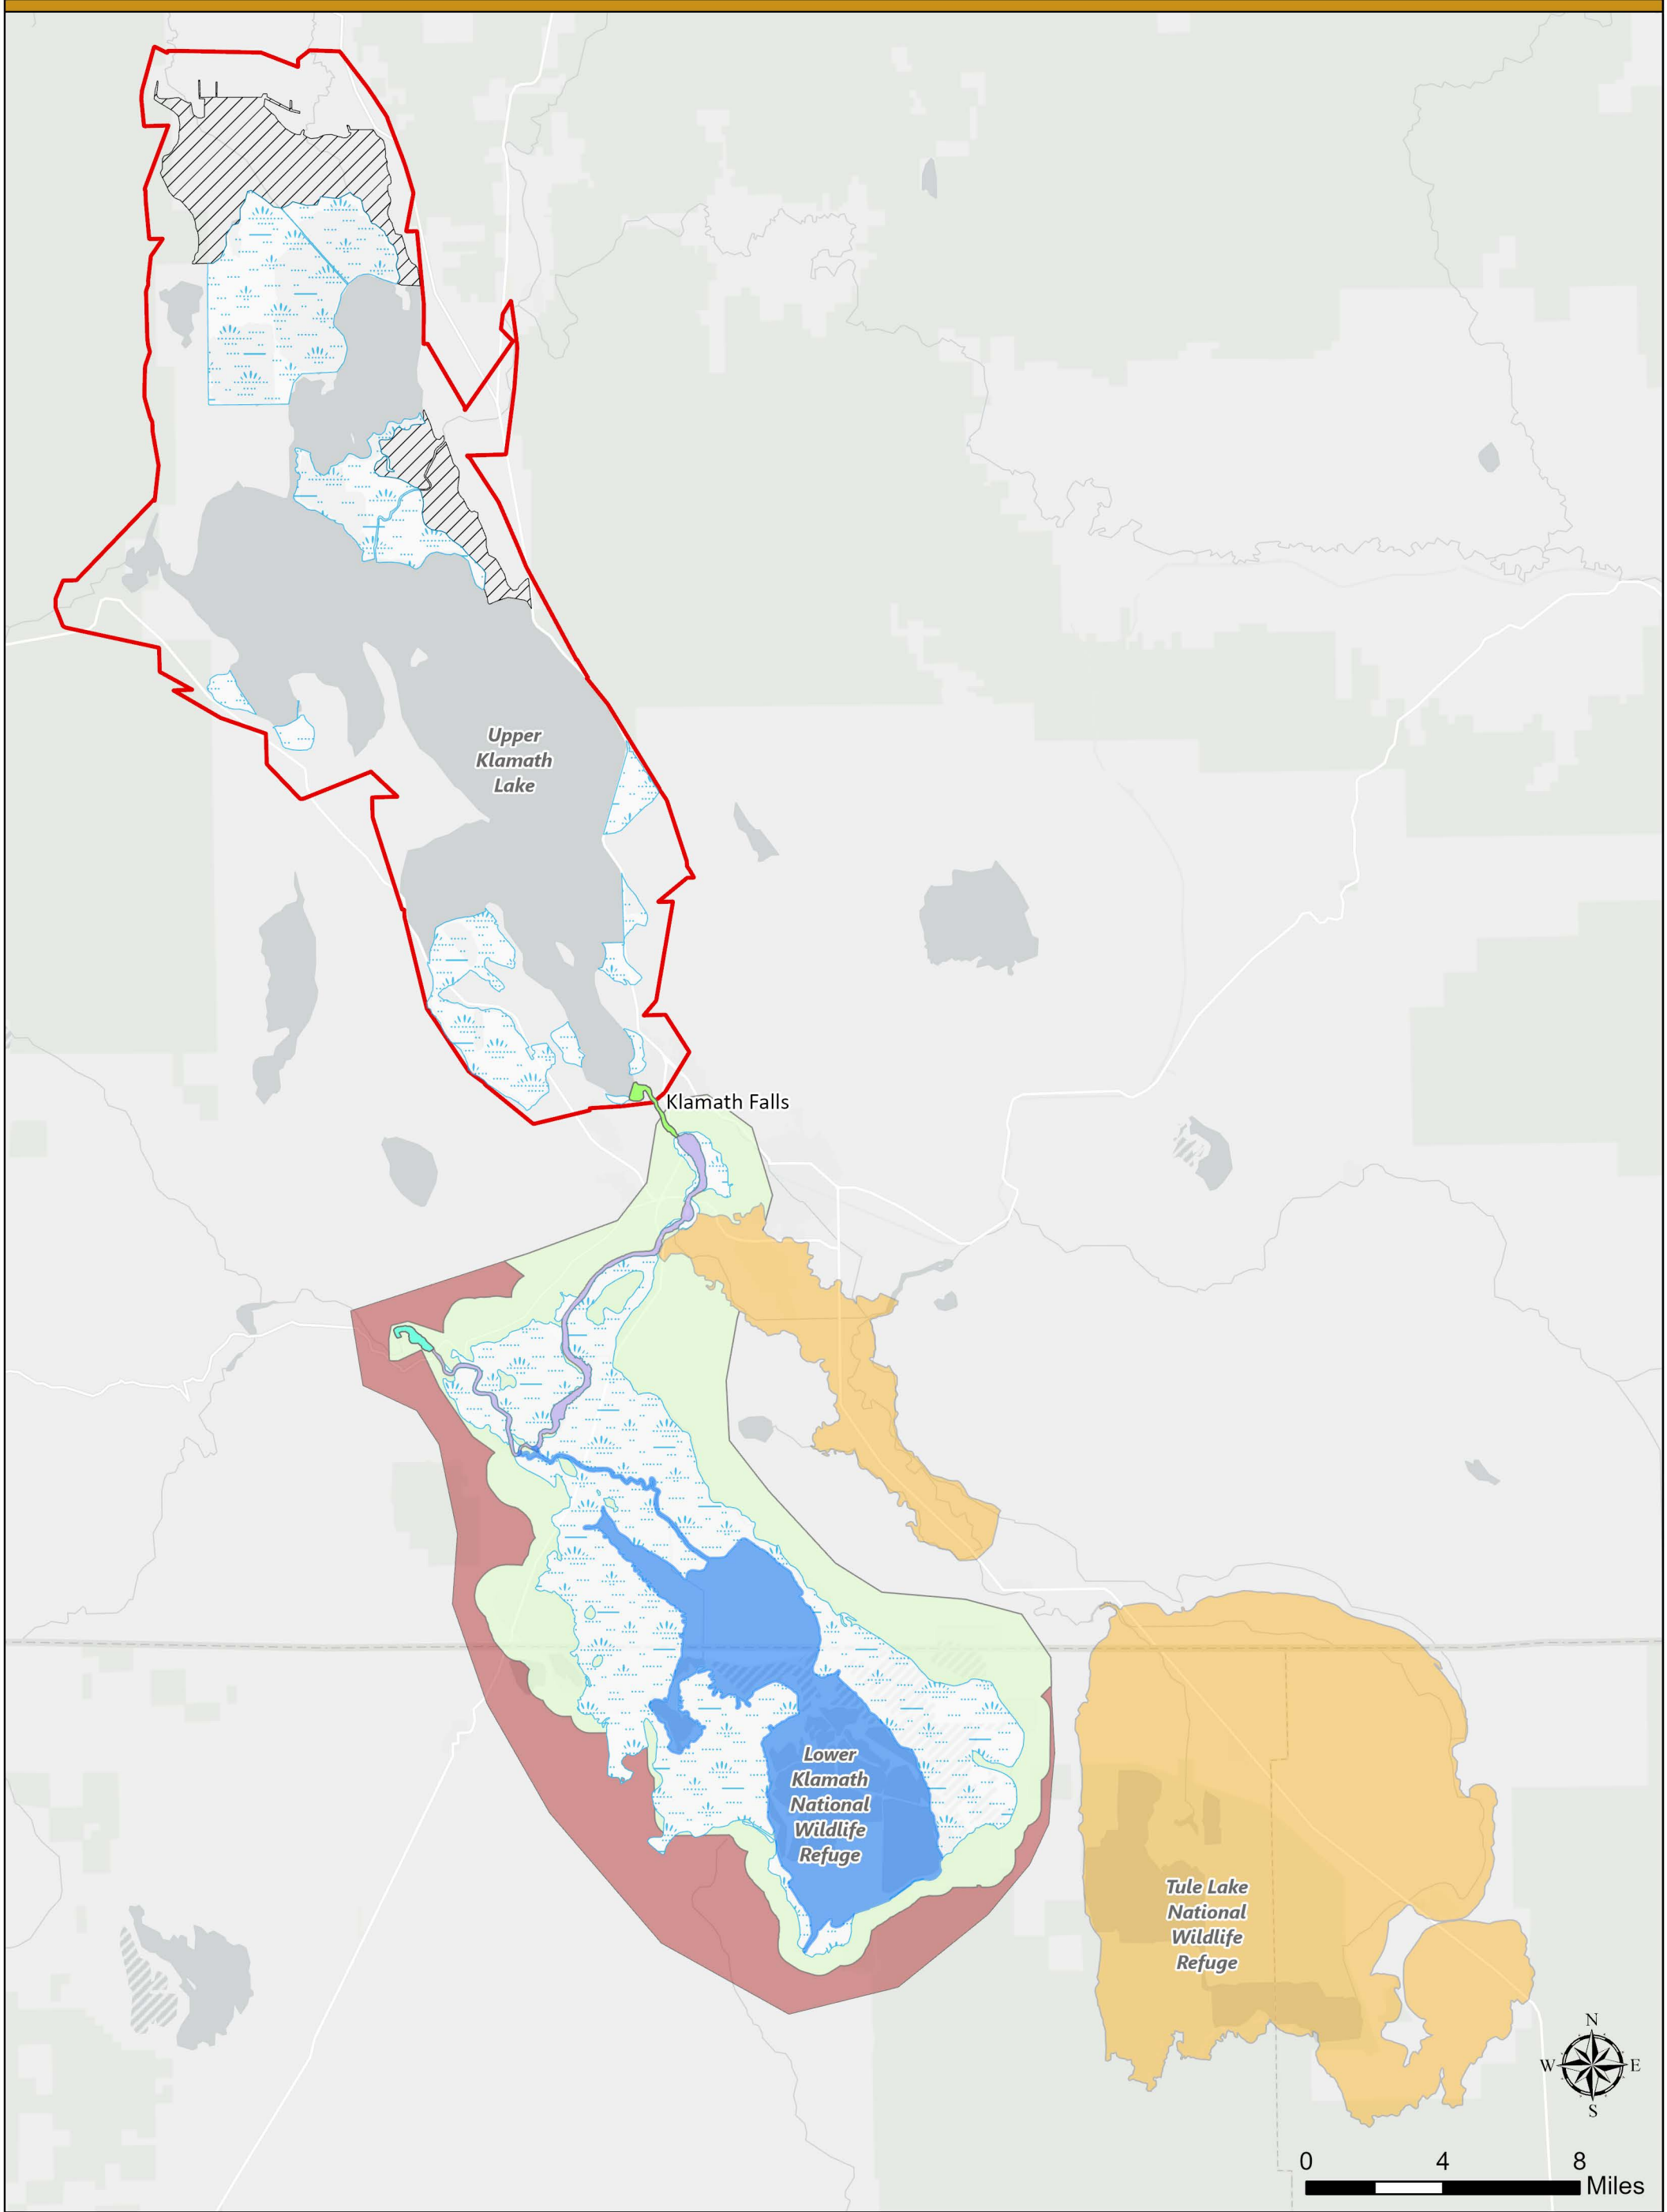 Upper
Klamath
Lake
Klamath Falls
Lower
Klamath
National
Wildlife
Refuge
Tule Lake
National
Wildlife
Refuge
N
W E
S
0 4 8
Miles